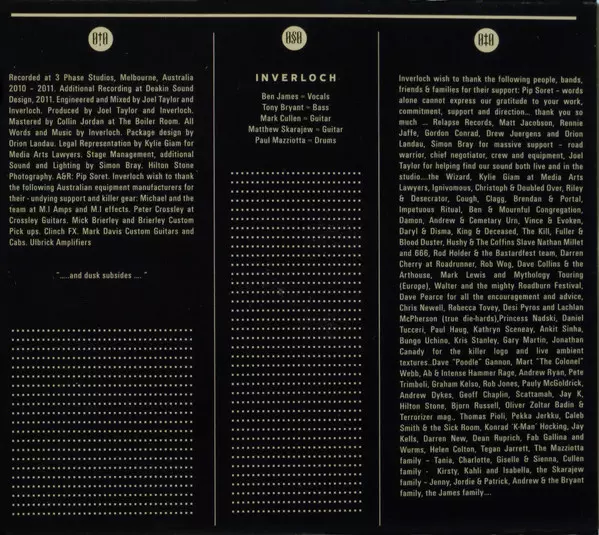 Recorded at 3 Phase Studios, Melbourne, Australia
2010 - 2011. Additional Recording at Deakin Sound
Design, 2011. Engineered and Mixed by Joel Taylor and
Inverloch. Produced by Joel Taylor and Inverloch.
Mastered by Collin Jordan at The Boiler Room. All
Words and Music by Inverloch. Package design by
Orion Landau. Legal Representation by Kylie Giam for
Media Arts Lawyers. Stage Management, additional
Sound and Lighting by Simon Bray. Hilton Stone
Photography. A&R: Pip Soret. Inverloch wish to thank
the following Australian equipment manufacturers for
their - undying support and killer gear: Michael and the
team at M.I Amps and M.I effects. Peter Crossley at
Crossley Guitars. Mick Brierley and Brierley Custom
Pick ups. Clinch FX. Mark Davis Custom Guitars and
Cabs. Ulbrick Amplifiers
"....and dusk subsides ...."
INVERLOCH
Ben James – Vocals
Tony Bryant – Bass
Mark Cullen – Guitar
Matthew Skarajew – Guitar
Paul Mazziotta – Drums
Inverloch wish to thank the following people, bands,
friends & families for their support: Pip Soret - words
alone cannot express our gratitude to your work,
commitment, support and direction... thank you so
much ... Relapse Records, Matt Jacobson, Rennie
Jaffe, Gordon Conrad, Drew Juergens and Orion
Landau, Simon Bray for massive support - road
warrior, chief negotiator, crew and equipment, Joel
Taylor for helping find our sound both live and in the
studio...the Wizard, Kylie Giam at Media Arts
Lawyers, Ignivomous, Christoph & Doubled Over, Riley
& Desecrator, Cough, Clagg, Brendan & Portal,
Impetuous Ritual, Ben & Mournful Congregation,
Damon, Andrew & Cemetary Urn, Vince & Evoken,
Daryl & Disma, King & Deceased, The Kill, Fuller &
Blood Duster, Hushy & The Coffins Slave Nathan Millet
and 666, Rod Holder & the Bastardfest team, Darren
Cherry at Roadrunner, Rob Wog, Dave Collins & the
Arthouse, Mark Lewis and Mythology Touring
(Europe), Walter and the mighty Roadburn Festival,
Dave Pearce for all the encouragement and advice,
Chris Newell, Rebecca Tovey, Desi Pyros and Lachlan
McPherson (true die-hards),Princess Nadski, Daniel
Tucceri, Paul Haug, Kathryn Sceneay, Ankit Sinha,
Bungo Uchino, Kris Stanley, Gary Martin, Jonathan
Canady for the killer logo and live ambient
textures..Dave "Poodle" Gannon, Mart "The Colonel"
Webb, Ab & Intense Hammer Rage, Andrew Ryan, Pete
Trimboli, Graham Kelso, Rob Jones, Pauly McGoldrick,
Andrew Dykes, Geoff Chaplin, Scattamah, Jay K,
Hilton Stone, Bjorn Russell, Oliver Zoltar Badin &
Terrorizer mag., Thomas Pioli, Pekka Jerkku, Caleb
Smith & the Sick Room, Konrad 'K-Man' Hocking, Jay
Kells, Darren New, Dean Ruprich, Fab Gallina and
Wurms, Helen Colton, Tegan Jarrett, The Mazziotta
family - Tania, Charlotte, Giselle & Sienna, Cullen
family - Kirsty, Kahli and Isabella, the Skarajew
family - Jenny, Jordie & Patrick, Andrew & the Bryant
family, the James family....